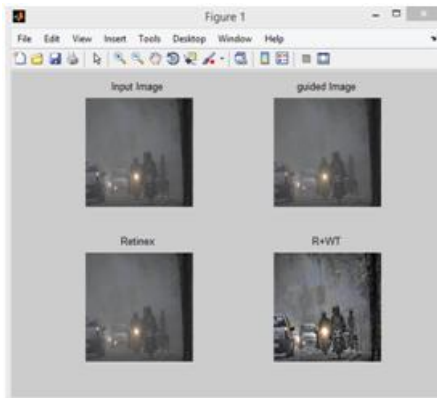 Figure 1
File Edit View Insert Tools Desktop Window Help
Input Image
guided Image
Retinex
R+WT